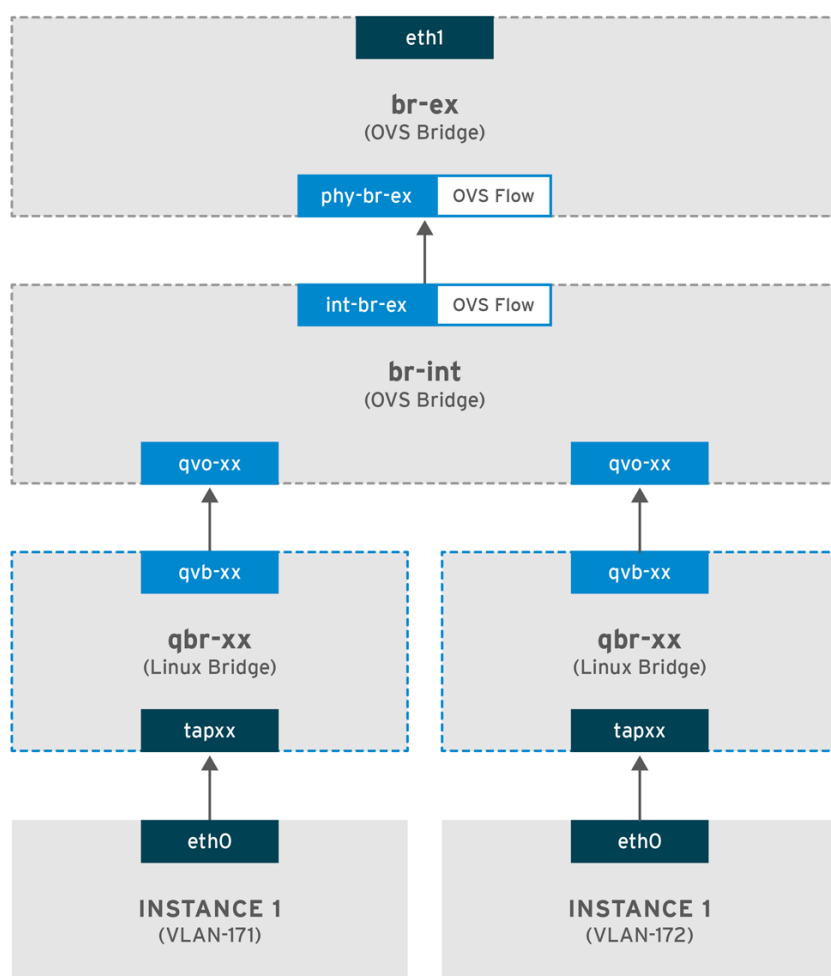 eth1
br-ex
(OVS Bridge)
phy-br-ex OVS Flow
int-br-ex OVS Flow
br-int
(OVS Bridge)
qvo-xx qvo-xx
qvb-xx qvb-xx
qbr-xx qbr-xx
(Linux Bridge) (Linux Bridge)
tapxx tapxx
eth0 eth0
INSTANCE 1 INSTANCE 1
(VLAN-171) (VLAN-172)